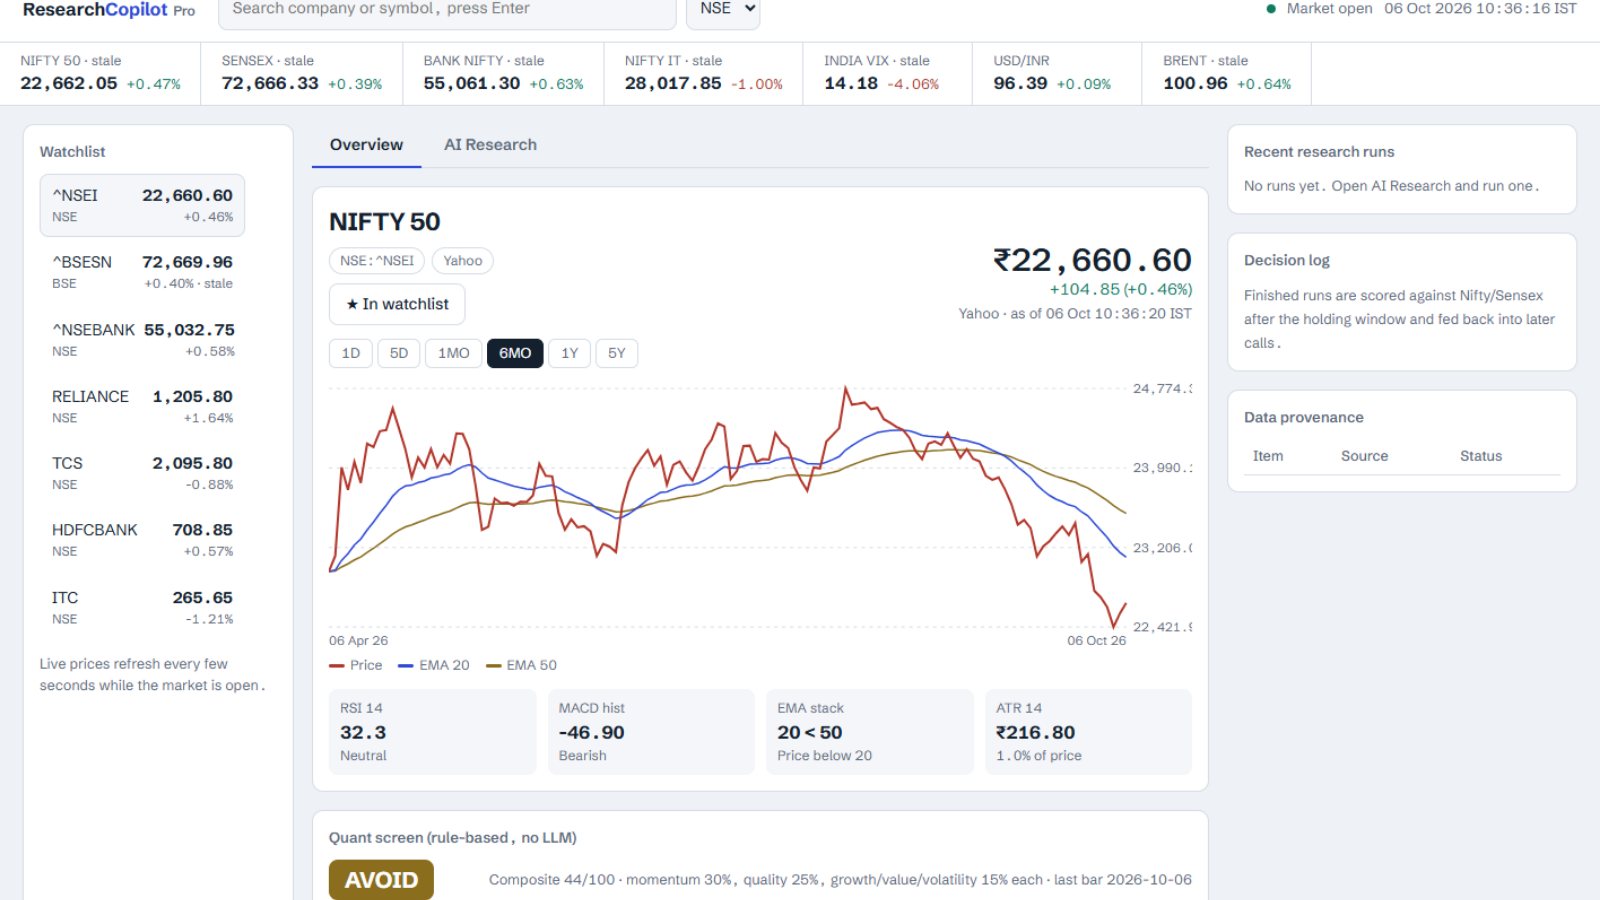 ResearchCopilot Pro
Search company or symbol, press Enter
NSE
Market open 06 Oct 2026 10:36:16 IST
NIFTY 50 · stale
22,662.05 +0.47%
SENSEX · stale
72,666.33 +0.39%
BANK NIFTY · stale
55,061.30 +0.63%
NIFTY IT · stale
28,017.85 -1.00%
INDIA VIX · stale
14.18 -4.06%
USD/INR
96.39 +0.09%
BRENT · stale
100.96 +0.64%
Watchlist
^NSEI 22,660.60
NSE +0.46%
^BSESN 72,669.96
BSE +0.40% · stale
^NSEBANK 55,032.75
NSE +0.58%
RELIANCE 1,205.80
NSE +1.64%
TCS 2,095.80
NSE -0.88%
HDFCBANK 708.85
NSE +0.57%
ITC 265.65
NSE -1.21%
Live prices refresh every few
seconds while the market is open.
Overview AI Research
NIFTY 50
NSE:^NSEI Yahoo
★ In watchlist
₹22,660.60
+104.85 (+0.46%)
Yahoo · as of 06 Oct 10:36:20 IST
1D 5D 1MO 6MO 1Y 5Y
24,774.
23,990.
23,206.
22,421.
06 Apr 26 06 Oct 26
Price EMA 20 EMA 50
RSI 14
32.3
Neutral
MACD hist
-46.90
Bearish
EMA stack
20 < 50
Price below 20
ATR 14
₹216.80
1.0% of price
Quant screen (rule-based, no LLM)
AVOID
Composite 44/100 · momentum 30%, quality 25%, growth/value/volatility 15% each · last bar 2026-10-06
Recent research runs
No runs yet. Open AI Research and run one.
Decision log
Finished runs are scored against Nifty/Sensex
after the holding window and fed back into later
calls.
Data provenance
Item Source Status